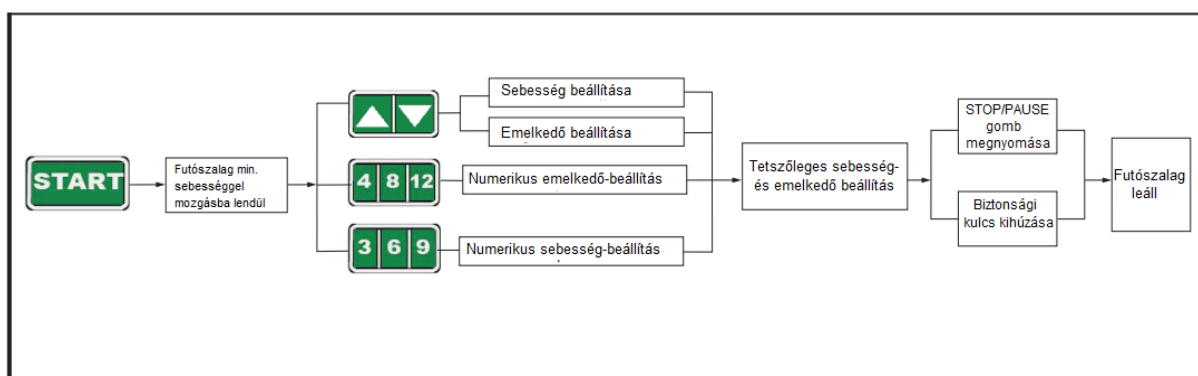 START
Futószalag min.
sebességgel
mozgásba lendül
Sebesség beállítása
Emelkedő beállítása
4 8 12
Numerikus emelkedő-beállítás
3 6 9
Numerikus sebesség-beállítás
Tetszőleges sebesség-
és emelkedő beállítás
STOP/PAUSE
gomb
megnyomása
Biztonsági
kulcs kihúzása
Futószalag
leáll